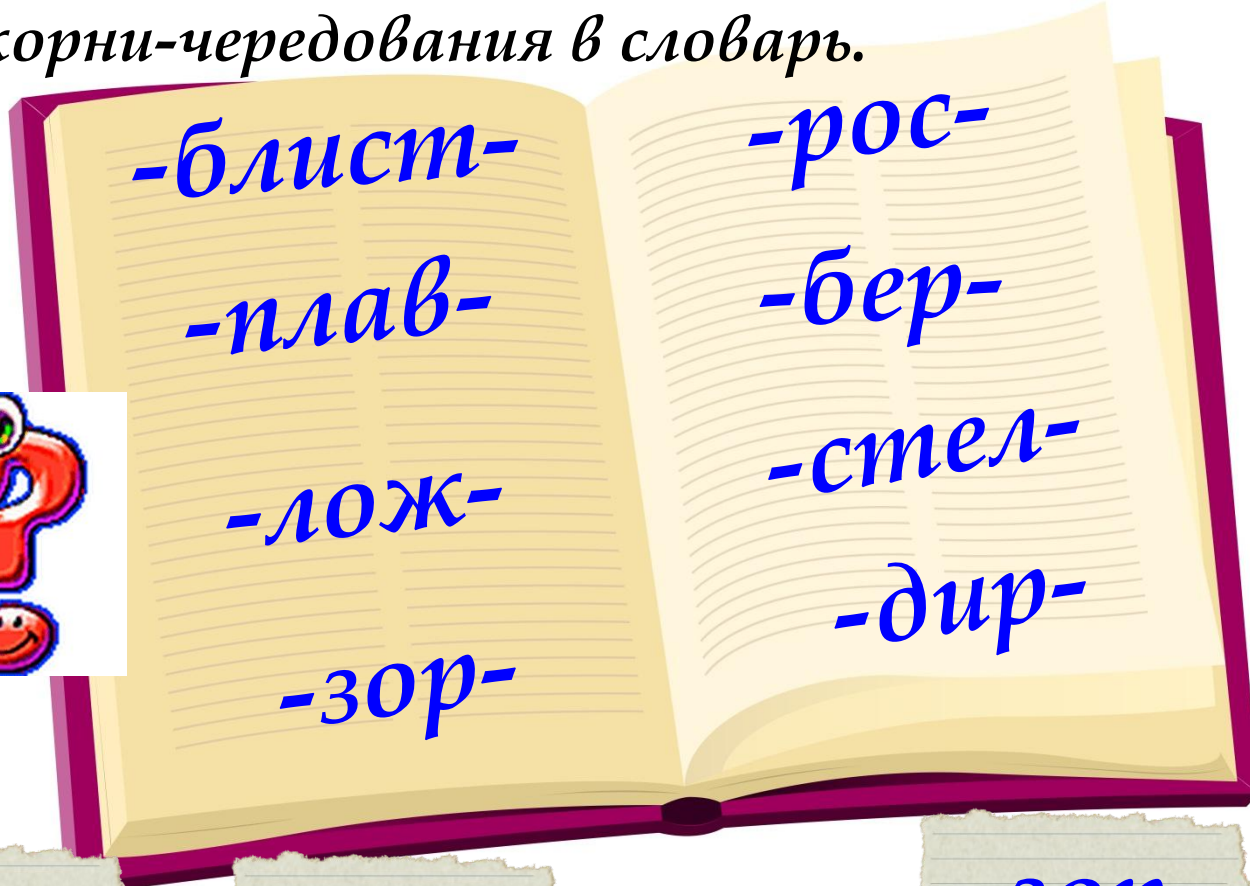 корни-чередования в словарь.
-блист-
-плав-
-лож-
-зор-
-рос-
-бер-
-стел-
-дир-